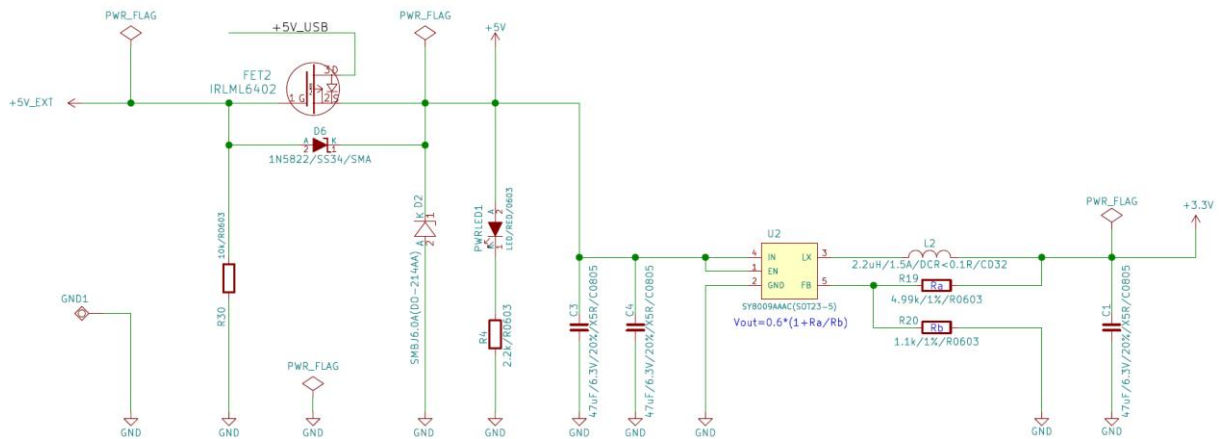 PWR_FLAG
PWR_FLAG
+5V_USB
+5V
FET2
IRLML6402
3 D
1 G
2 S
+5V_EXT
D6
A
2
K
1
1N5822/SS34/SMA
PWR_FLAG
+3.3V
10k/R0603
R30
K D2
1
A
2
SMBJ6.0A(DO-214AA)
PWRLED1
LED/RED/0603
A
2
K
1
R4
2.2k/R0603
C3
47uF/6.3V/20%/X5R/C0805
C4
47uF/6.3V/20%/X5R/C0805
U2
4 IN
LX 3
1 EN
2 GND
FB 5
SY8009AAAC(SOT23-5)
Vout=0.6*(1+Ra/Rb)
L2
2.2uH/1.5A/DCR<0.1R/CD32
R19
Ra
4.99k/1%/R0603
R20
Rb
1.1k/1%/R0603
C1
47uF/6.3V/20%/X5R/C0805
GND1
PWR_FLAG
GND
GND
GND
GND
GND
GND
GND
GND
GND
GND